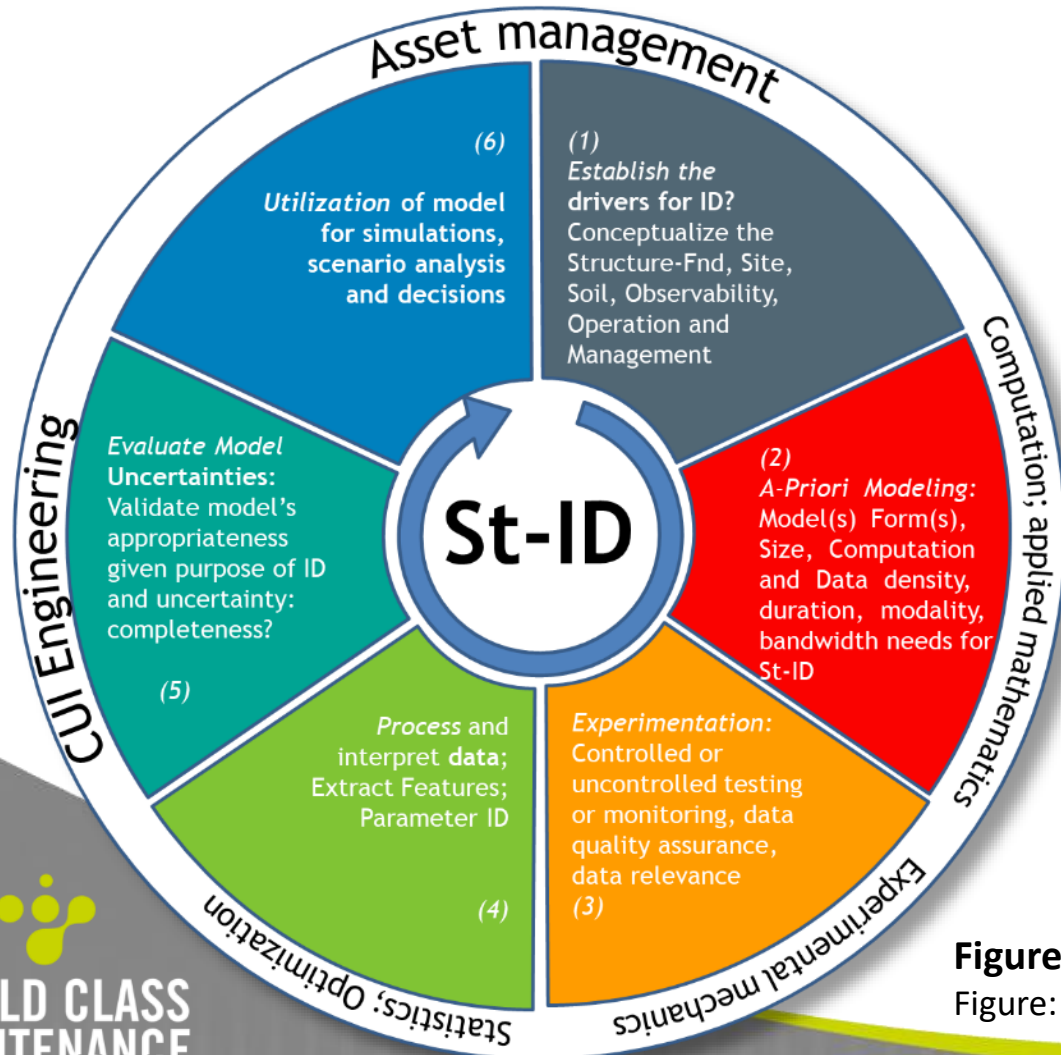 Asset management
(6)
Utilization of model
for simulations,
scenario analysis
and decisions
(1)
Establish the
drivers for ID?
Conceptualize the
Structure-Fnd, Site,
Soil, Observability,
Operation and
Management
Computation; applied mathematics
(2)
A-Priori Modeling:
Model(s) Form(s),
Size, Computation
and Data density,
duration, modality,
bandwidth needs for
St-ID
Experimental mechanics
Experimentation:
Controlled or
uncontrolled testing
or monitoring, data
quality assurance,
data relevance
(3)
Statistics; Optimization
Process and
interpret data;
Extract Features;
Parameter ID
(4)
CUI Engineering
Evaluate Model
Uncertainties:
Validate model's
appropriateness
given purpose of ID
and uncertainty:
completeness?
(5)
St-ID
LD CLASS
NTENANCE
Figure
Figure: